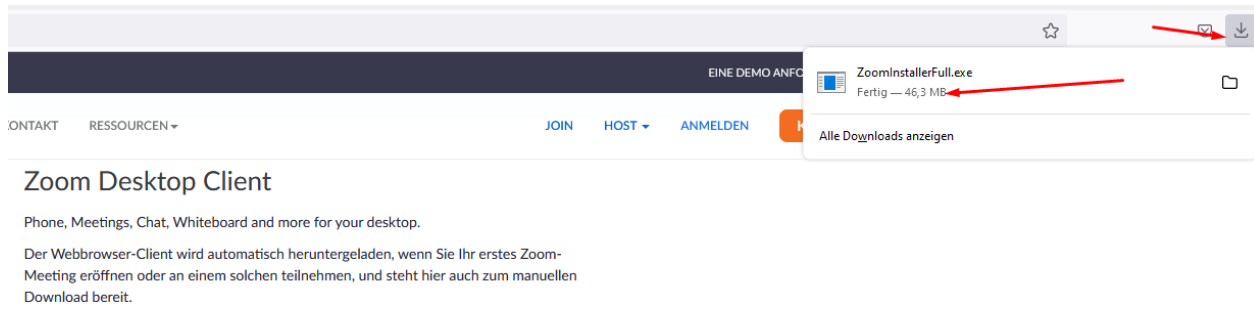 EINE DEMO ANFO
ZoomInstallerFull.exe
Fertig — 46,3 MB
Alle Downloads anzeigen
KONTAKT RESSOURCEN JOIN HOST ANMELDEN K
Zoom Desktop Client
Phone, Meetings, Chat, Whiteboard and more for your desktop.
Der Webbrowser-Client wird automatisch heruntergeladen, wenn Sie Ihr erstes Zoom-
Meeting eröffnen oder an einem solchen teilnehmen, und steht hier auch zum manuellen
Download bereit.